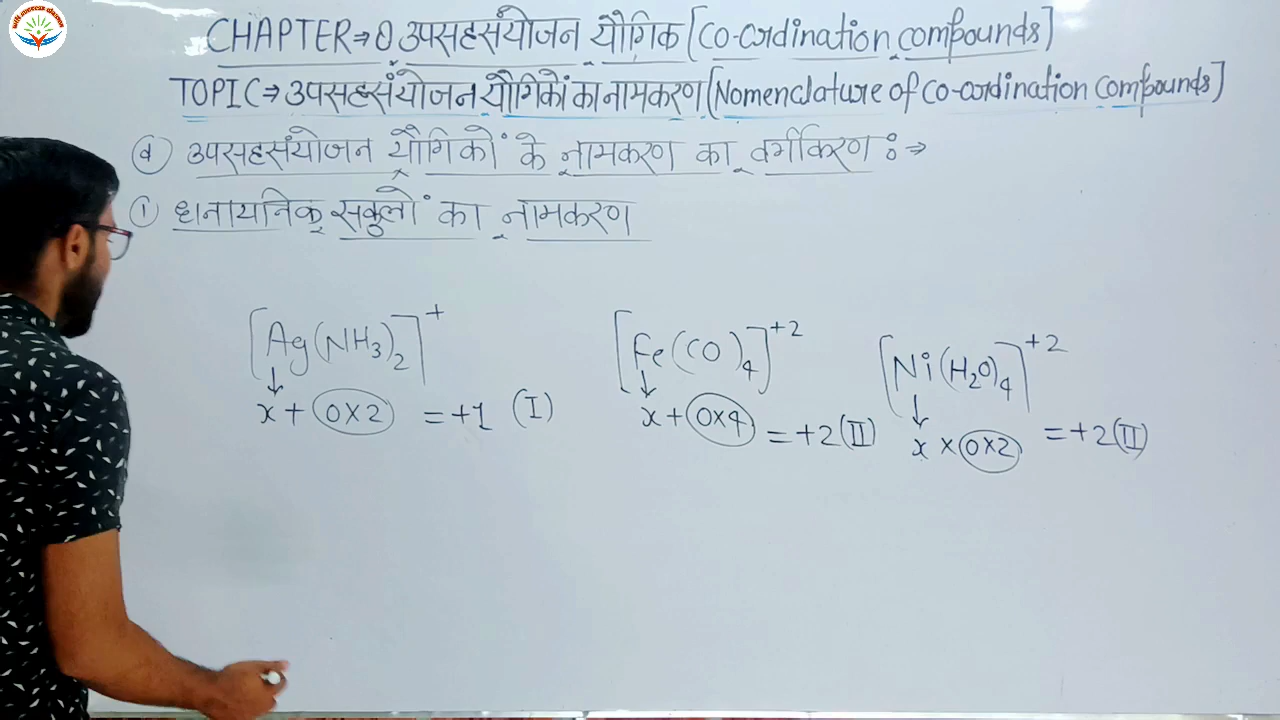 CHAPTER⇒① उपसहसंयोजन यौगिक [Co-ordination compounds]
TOPIC⇒उपसहसंयोजन यौगिकों का नामकरण [Nomenclature of Co-ordination compounds]
ⓓ उपसहसंयोजन यौगिकों के नामकरण का वर्गीकरण :⇒
① धनायनिक संकुलों का नामकरण
[Ag(NH₃)₂]⁺ [Fe(CO)₄]⁺² [Ni(H₂O)₄]⁺²
↓ ↓ ↓
x + (0×2) = +1 (I) x + (0×4) = +2 (II) x × (0×2) = +2 (II)